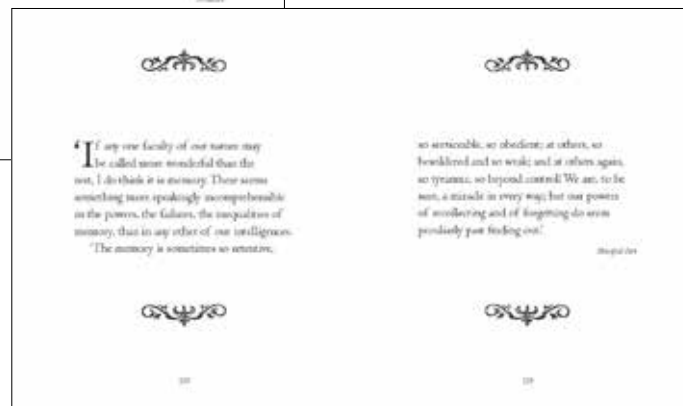 ‘If any one faculty of our nature may
be called more wonderful than the
rest, I do think it is memory. There seems
something more speakingly incomprehensible
in the powers, the failures, the inequalities of
memory, than in any other of our intelligences.
‘The memory is sometimes so retentive,
so serviceable, so obedient; at others, so
bewildered and so weak; and at others again,
so tyrannic, so beyond control! We are, to be
sure, a miracle in every way; but our powers
of recollecting and of forgetting do seem
peculiarly past finding out.’